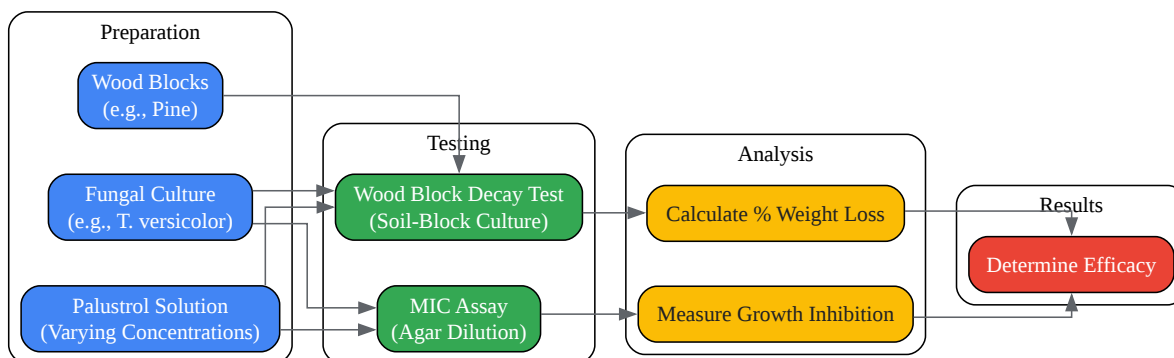 Preparation
Wood Blocks
(e.g., Pine)
Fungal Culture
(e.g., T. versicolor)
Palustrol Solution
(Varying Concentrations)
Testing
Wood Block Decay Test
(Soil-Block Culture)
MIC Assay
(Agar Dilution)
Analysis
Calculate % Weight Loss
Measure Growth Inhibition
Results
Determine Efficacy